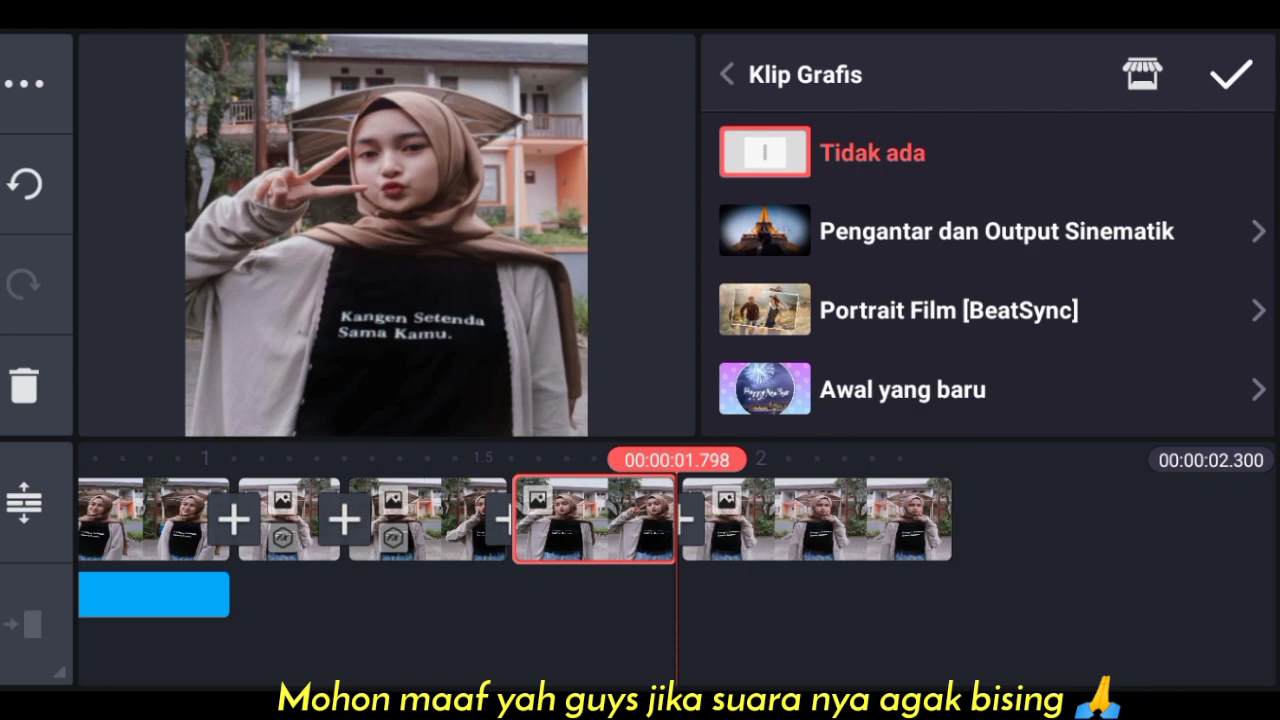 Klip Grafis
Tidak ada
Pengantar dan Output Sinematik
Portrait Film [BeatSync]
Awal yang baru
Kangen Setenda
Sama Kamu.
1
1.5
00:00:01.798
2
00:00:02.300
Mohon maaf yah guys jika suara nya agak bising 🙏